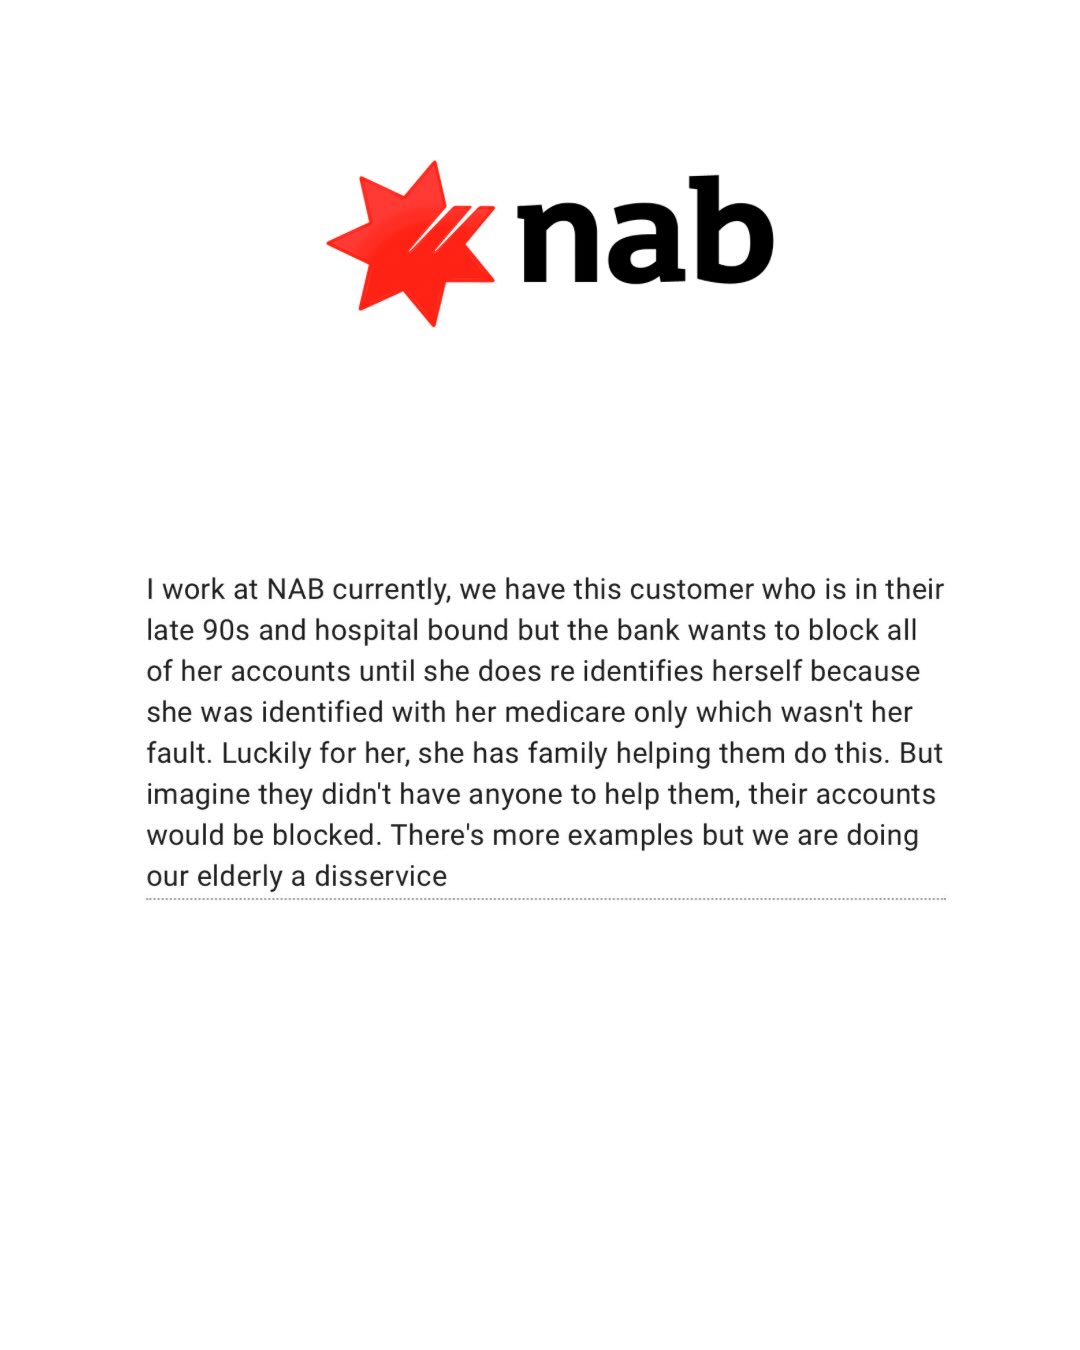 nab
I work at NAB currently, we have this customer who is in their
late 90s and hospital bound but the bank wants to block all
of her accounts until she does re identifies herself because
she was identified with her medicare only which wasn't her
fault. Luckily for her, she has family helping them do this. But
imagine they didn't have anyone to help them, their accounts
would be blocked. There's more examples but we are doing
our elderly a disservice